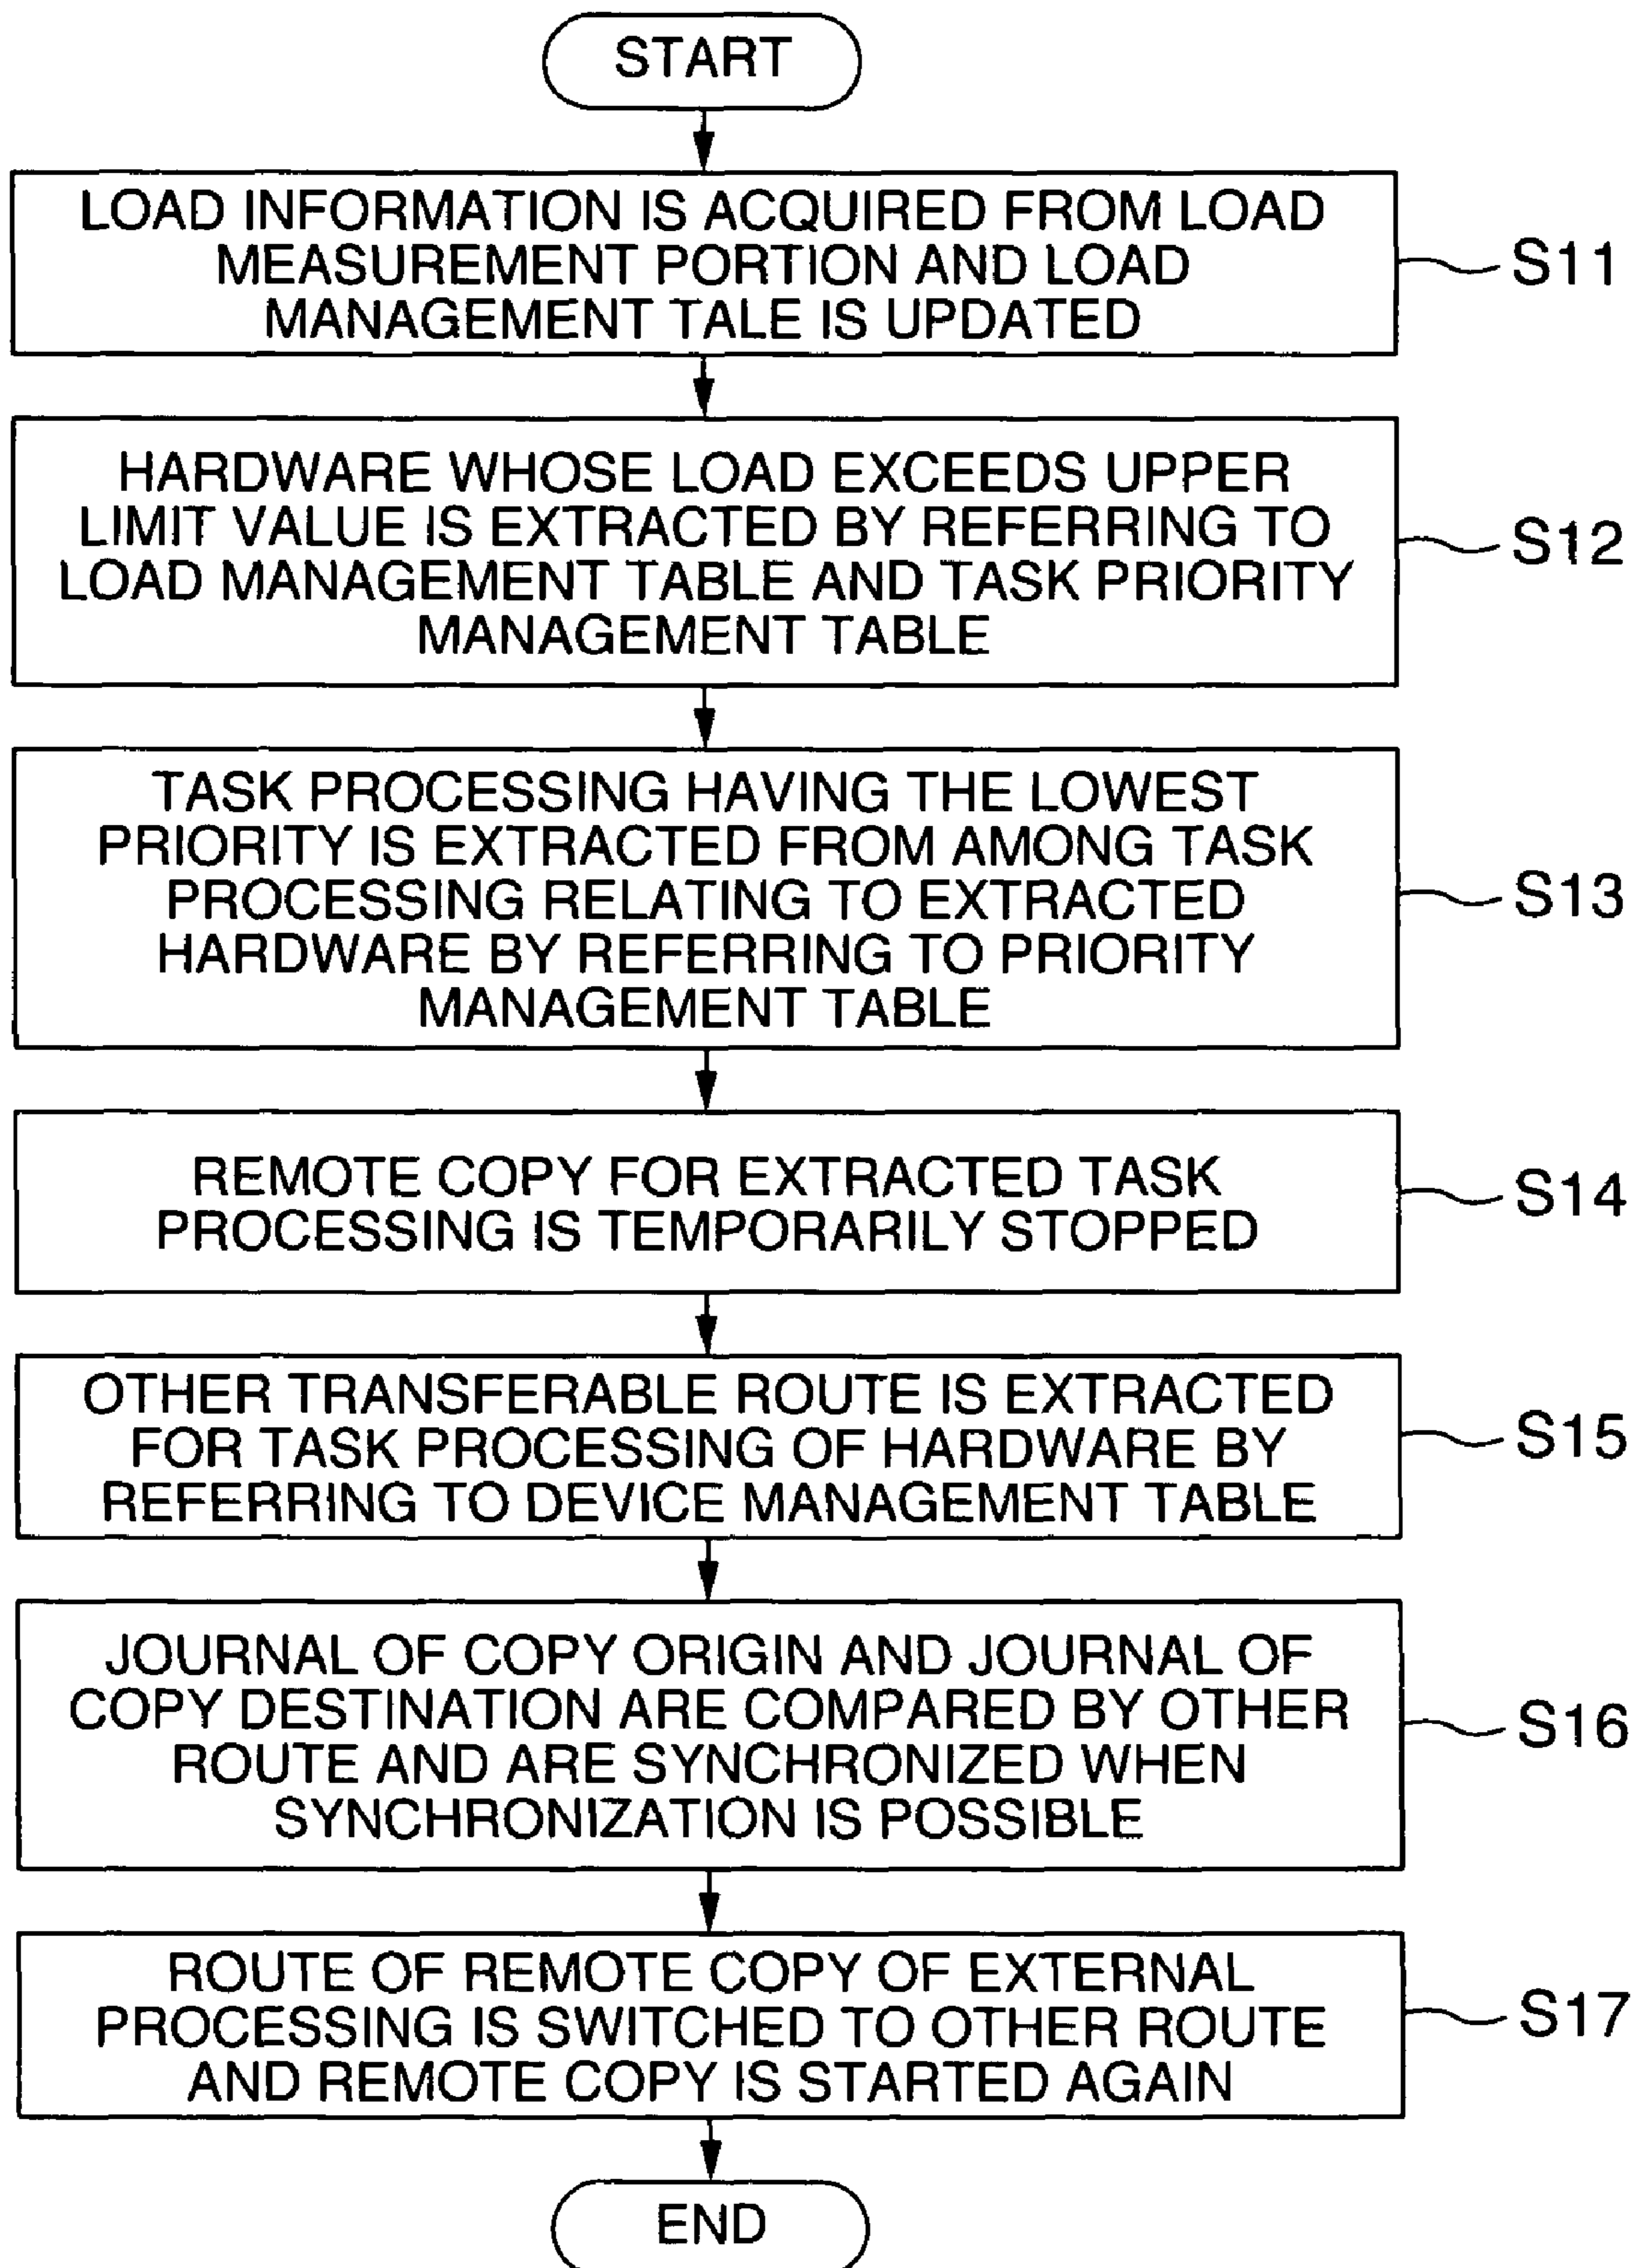 START
LOAD INFORMATION IS ACQUIRED FROM LOAD
MEASUREMENT PORTION AND LOAD
MANAGEMENT TALE IS UPDATED
S11
HARDWARE WHOSE LOAD EXCEEDS UPPER
LIMIT VALUE IS EXTRACTED BY REFERRING TO
LOAD MANAGEMENT TABLE AND TASK PRIORITY
MANAGEMENT TABLE
S12
TASK PROCESSING HAVING THE LOWEST
PRIORITY IS EXTRACTED FROM AMONG TASK
PROCESSING RELATING TO EXTRACTED
HARDWARE BY REFERRING TO PRIORITY
MANAGEMENT TABLE
S13
REMOTE COPY FOR EXTRACTED TASK
PROCESSING IS TEMPORARILY STOPPED
S14
OTHER TRANSFERABLE ROUTE IS EXTRACTED
FOR TASK PROCESSING OF HARDWARE BY
REFERRING TO DEVICE MANAGEMENT TABLE
S15
JOURNAL OF COPY ORIGIN AND JOURNAL OF
COPY DESTINATION ARE COMPARED BY OTHER
ROUTE AND ARE SYNCHRONIZED WHEN
SYNCHRONIZATION IS POSSIBLE
S16
ROUTE OF REMOTE COPY OF EXTERNAL
PROCESSING IS SWITCHED TO OTHER ROUTE
AND REMOTE COPY IS STARTED AGAIN
S17
END